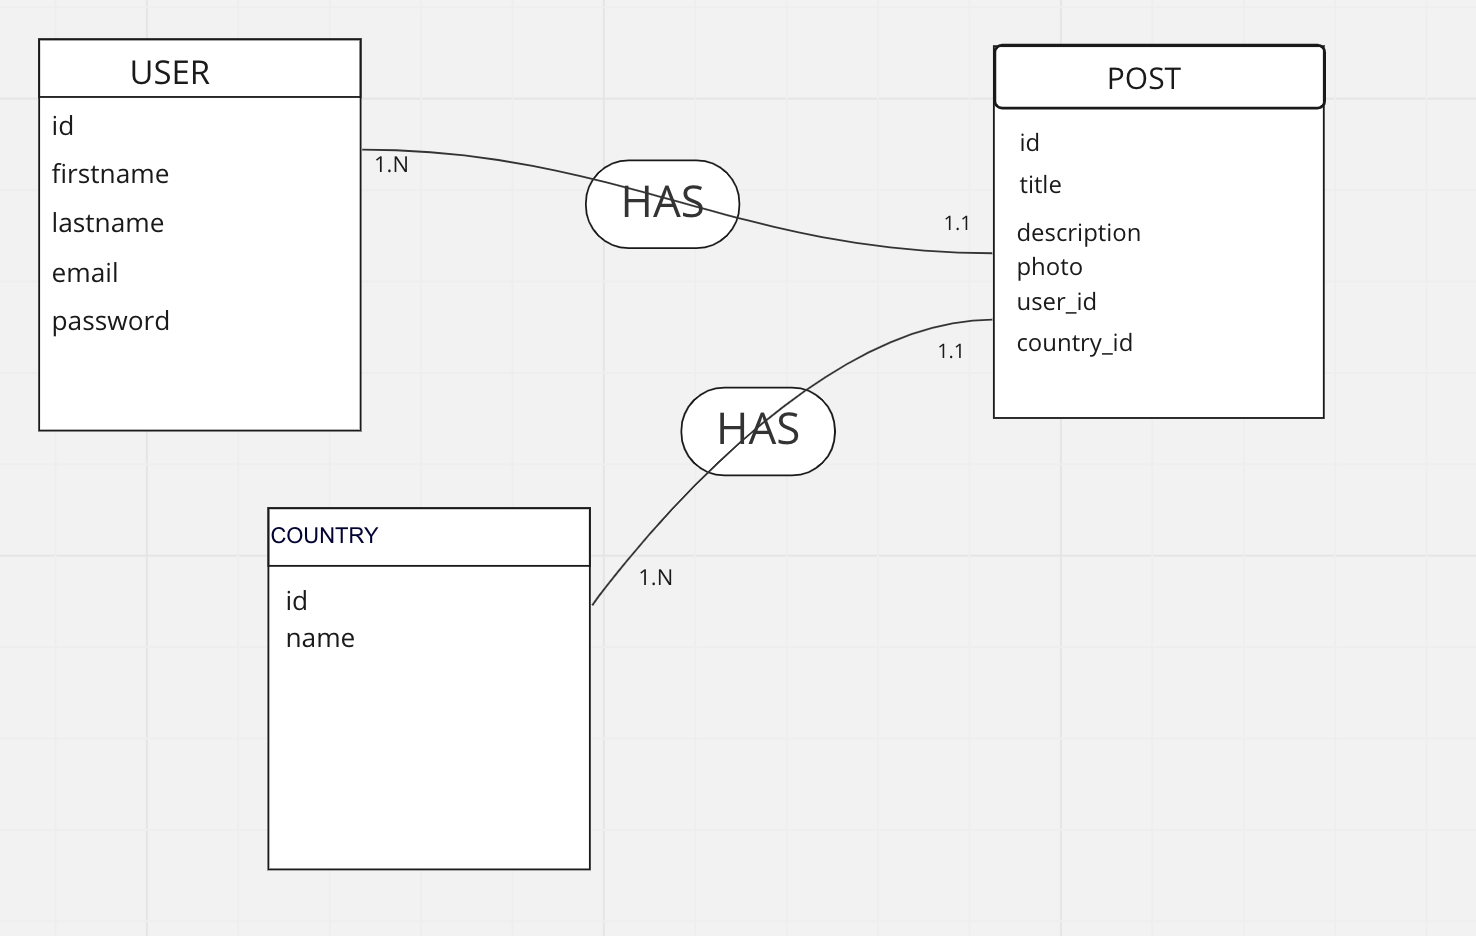 USER
id
firstname
lastname
email
password
1.N
HAS
1.1
POST
id
title
description
photo
user_id
country_id
1.1
HAS
1.N
COUNTRY
id
name